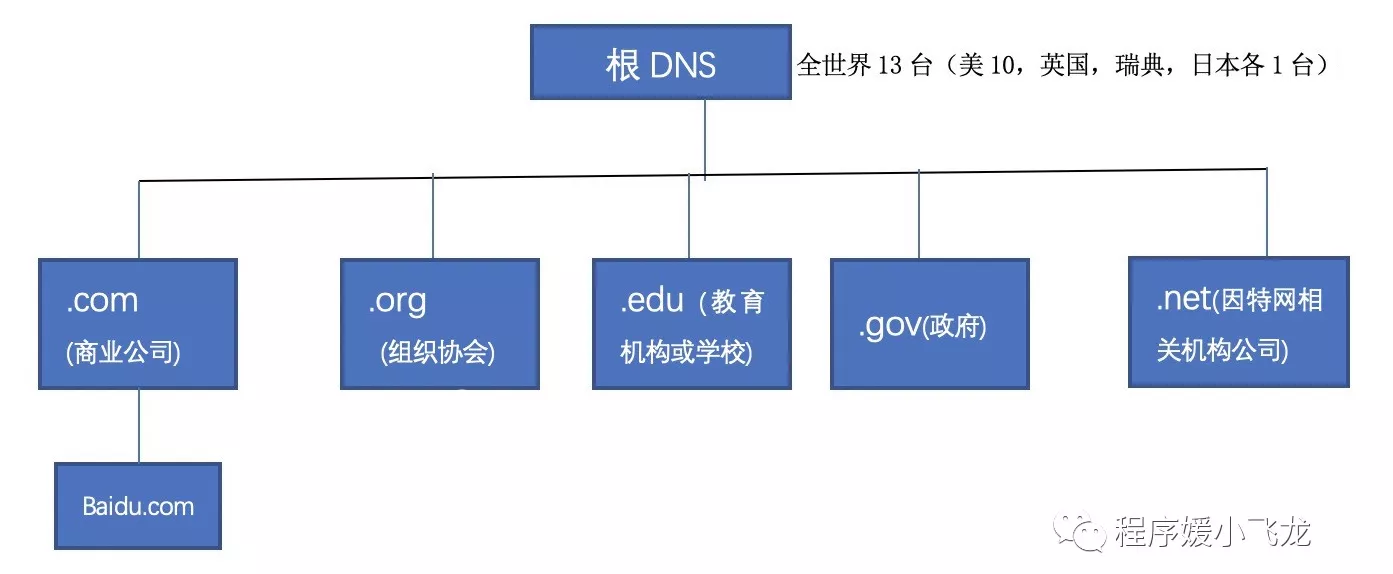 根 DNS
全世界 13 台（美 10，英国，瑞典，日本各 1 台）
.com
(商业公司)
.org
(组织协会)
.edu（教育
机构或学校)
.gov(政府)
.net(因特网相
关机构公司)
Baidu.com
程序媛小飞龙